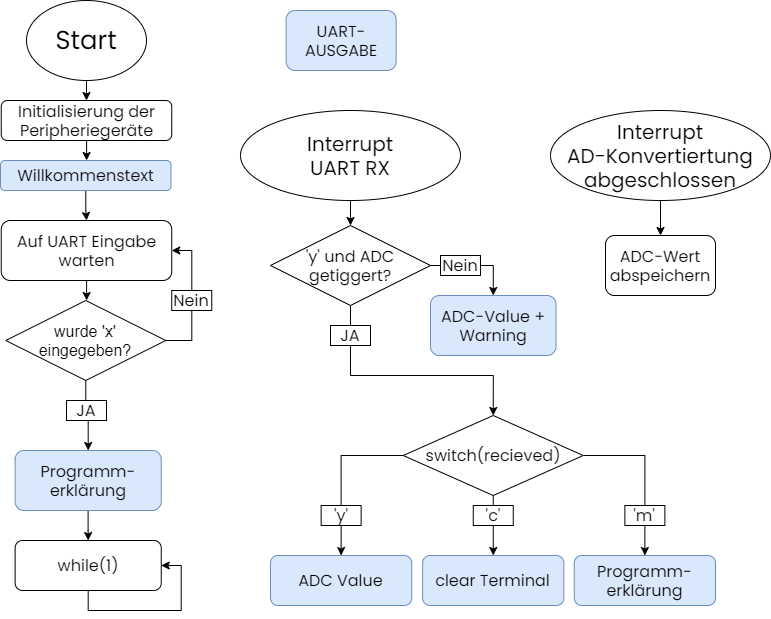 Start
Initialisierung der
Peripheriegeräte
Willkommenstext
Auf UART Eingabe
warten
Nein
wurde 'x'
eingegeben?
JA
Programm-
erklärung
while(1)
UART-
AUSGABE
Interrupt
UART RX
'y' und ADC
getiggert?
Nein
ADC-Value +
Warning
JA
switch(recieved)
'y'
'c'
'm'
ADC Value
clear Terminal
Programm-
erklärung
Interrupt
AD-Konvertiertung
abgeschlossen
ADC-Wert
abspeichern